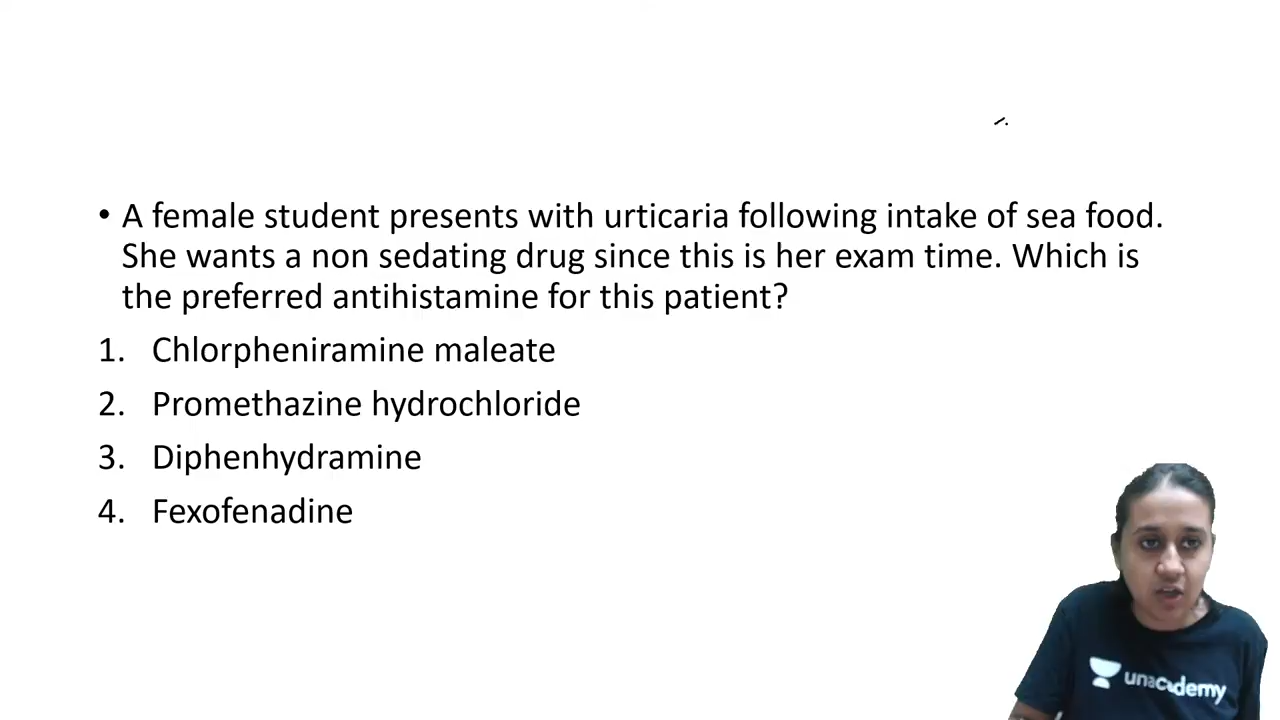 • A female student presents with urticaria following intake of sea food.
She wants a non sedating drug since this is her exam time. Which is
the preferred antihistamine for this patient?
1. Chlorpheniramine maleate
2. Promethazine hydrochloride
3. Diphenhydramine
4. Fexofenadine
unacademy